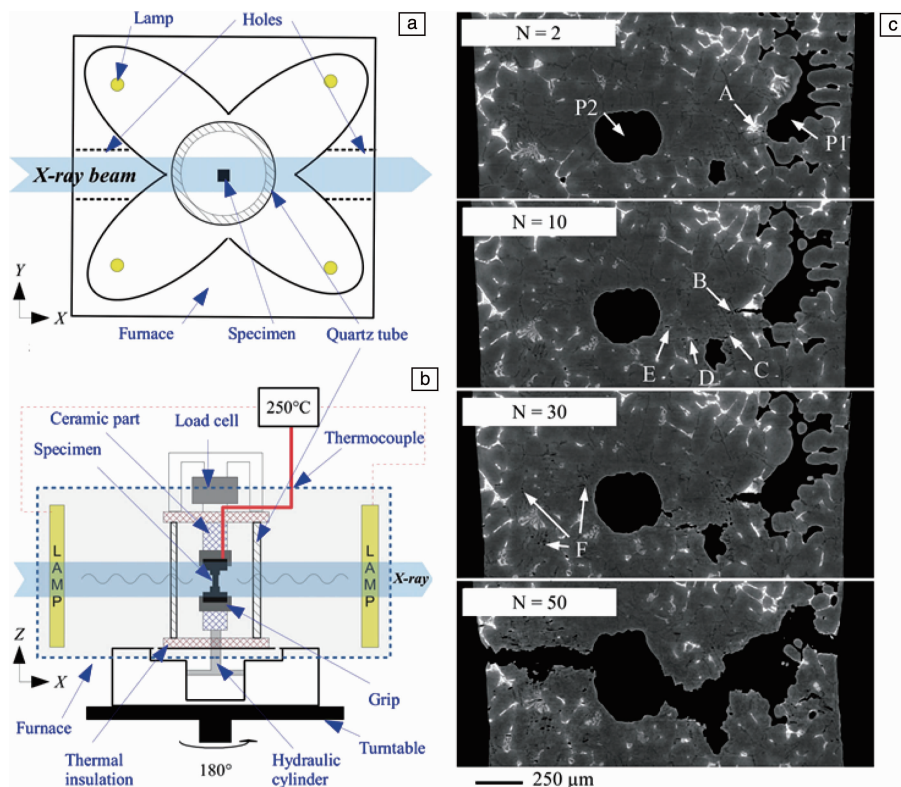 a
Lamp
Holes
X-ray beam
Y
X
Furnace
Specimen
Quartz tube
b
250°C
Ceramic part
Load cell
Specimen
Thermocouple
LAMP
LAMP
X-ray
Z
X
Furnace
Grip
Thermal
insulation
180°
Hydraulic
cylinder
Turntable
c
N = 2
P2
A
P1
N = 10
B
E
D
C
N = 30
F
N = 50
250 µm